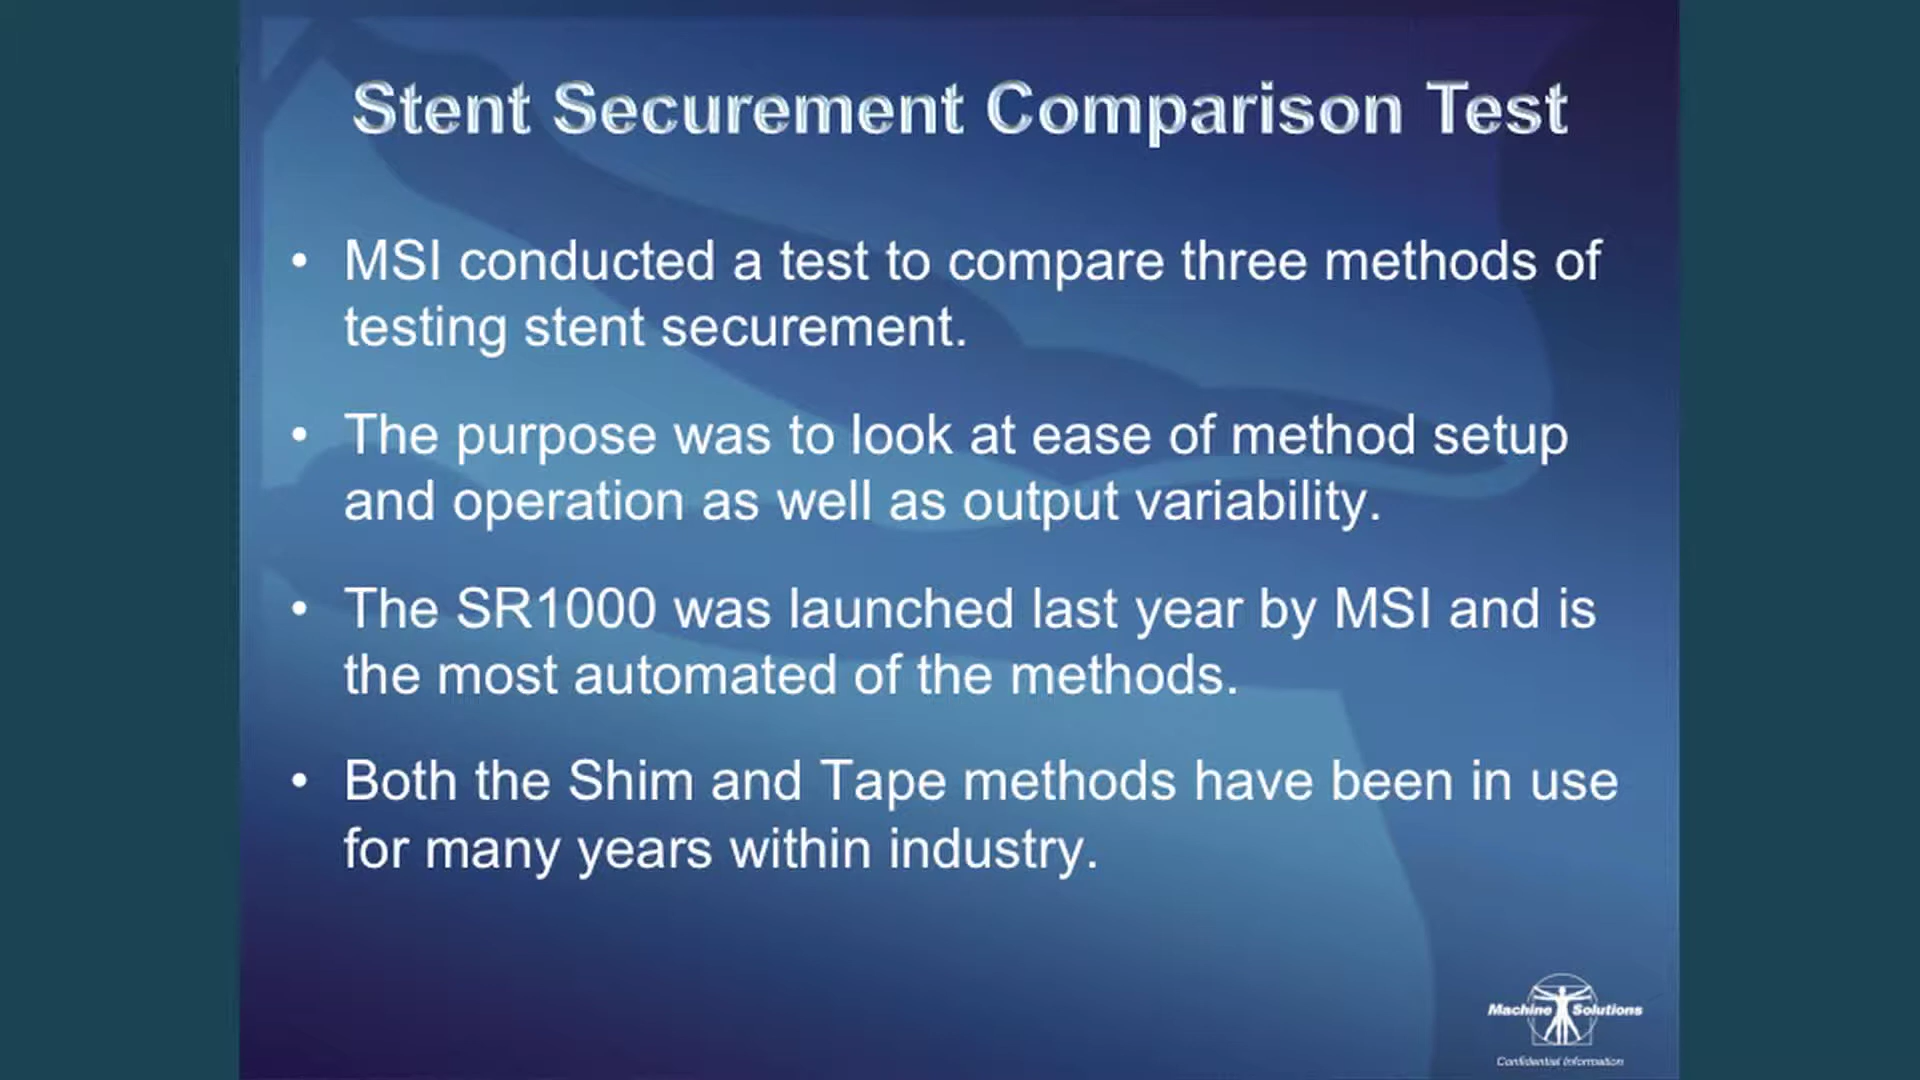 Stent Securement Comparison Test
• MSI conducted a test to compare three methods of
testing stent securement.
• The purpose was to look at ease of method setup
and operation as well as output variability.
• The SR1000 was launched last year by MSI and is
the most automated of the methods.
• Both the Shim and Tape methods have been in use
for many years within industry.
Machine Solutions
Confidential Information